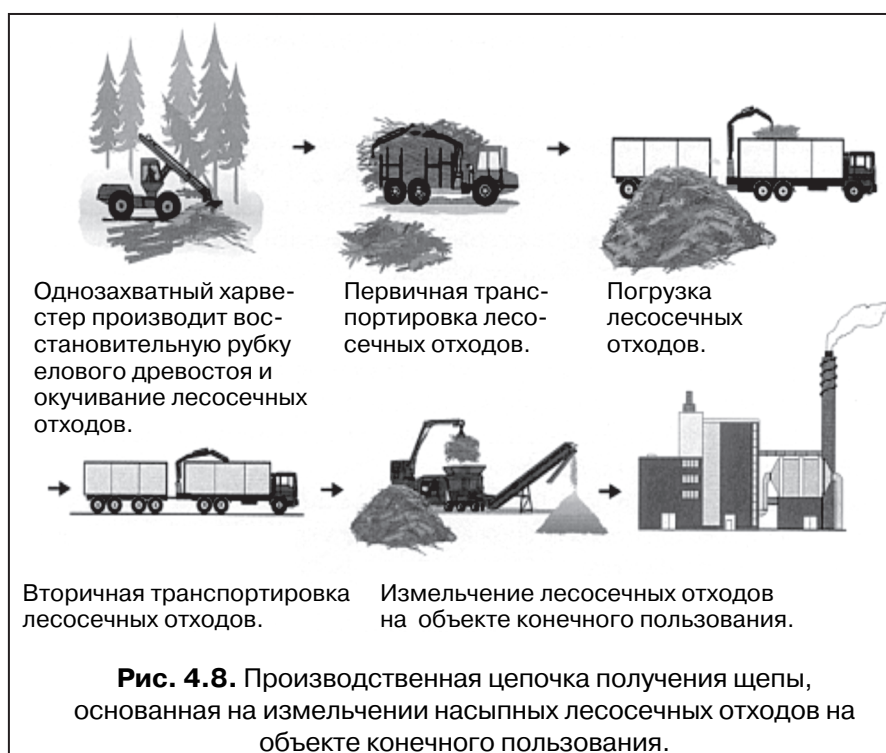 Однозахватный харве-
стер производит вос-
становительную рубку
елового древостоя и
окучивание лесосечных
отходов.
Первичная транс-
портировка лесо-
сечных отходов.
Погрузка
лесосечных
отходов.
Вторичная транспортировка
лесосечных отходов.
Измельчение лесосечных отходов
на объекте конечного пользования.
Рис. 4.8. Производственная цепочка получения щепы,
основанная на измельчении насыпных лесосечных отходов на
объекте конечного пользования.